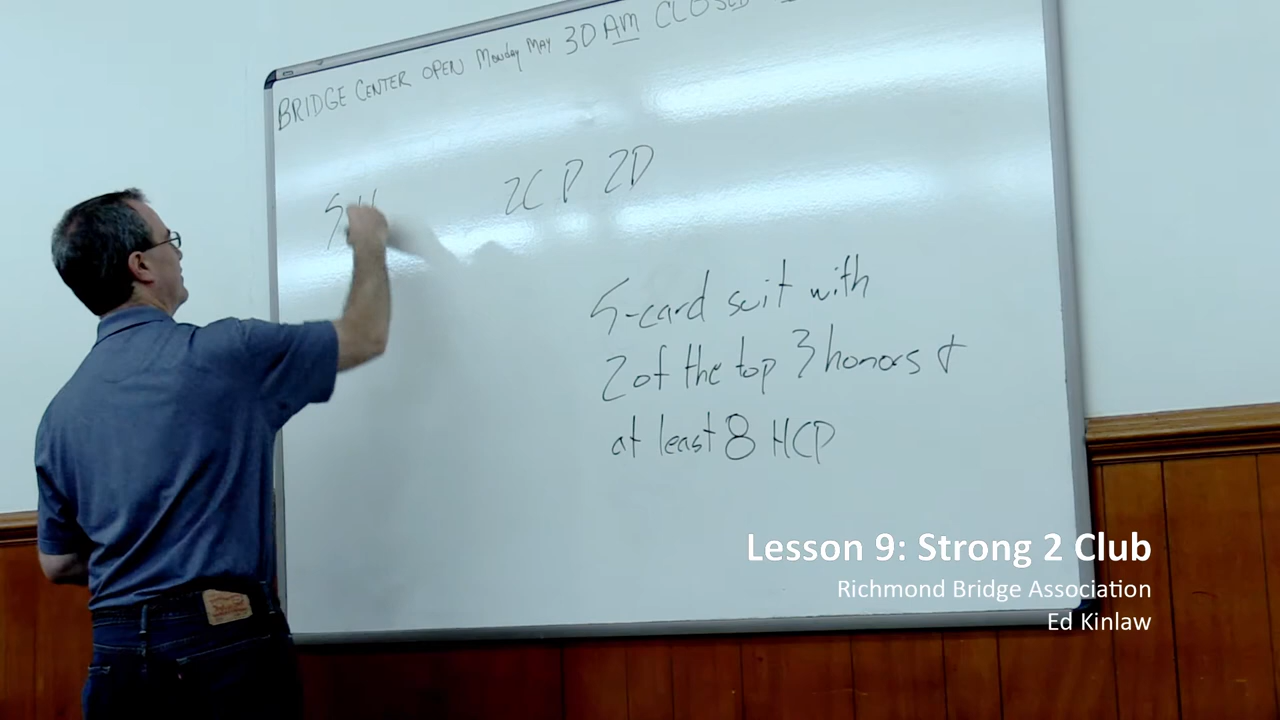 BRIDGE CENTER OPEN Monday MAY 30 AM CLOSED
2C P 2D
5-card suit with
2 of the top 3 honors &
at least 8 HCP
Lesson 9: Strong 2 Club
Richmond Bridge Association
Ed Kinlaw